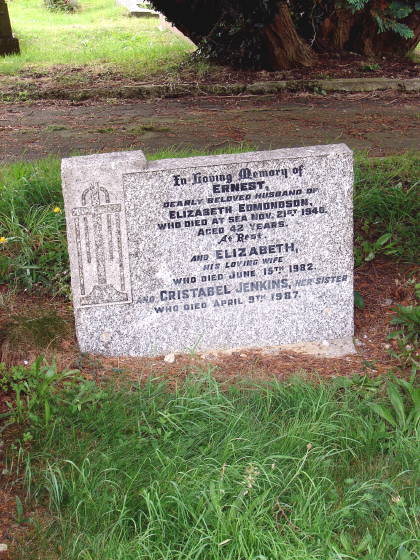 In Loving Memory of
ERNEST,
DEARLY BELOVED HUSBAND OF
ELIZABETH EDMONDSON,
WHO DIED AT SEA NOV. 21ST 1948.
AGED 42 YEARS.
At Rest.
AND ELIZABETH,
HIS LOVING WIFE
WHO DIED JUNE 15TH 1982.
AND CRISTABEL JENKINS, HER SISTER
WHO DIED APRIL 9TH 1987.